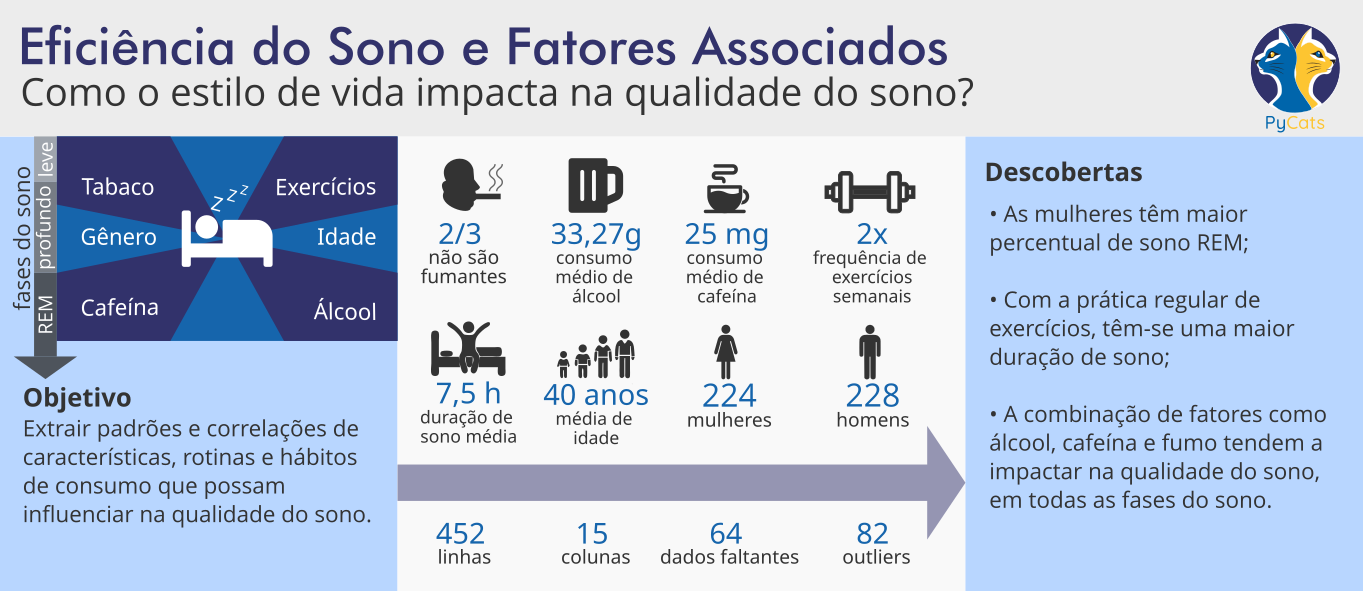 Eficiência do Sono e Fatores Associados
Como o estilo de vida impacta na qualidade do sono?
PyCats
fases do sono
leve
profundo
REM
Tabaco
Exercícios
z z z
Gênero
Idade
Cafeína
Álcool
Objetivo
Extrair padrões e correlações de
características, rotinas e hábitos
de consumo que possam
influenciar na qualidade do sono.
2/3
não são
fumantes
33,27g
consumo
médio de
álcool
25 mg
consumo
médio de
cafeína
2x
frequência de
exercícios
semanais
7,5 h
duração de
sono média
40 anos
média de
idade
224
mulheres
228
homens
452
linhas
15
colunas
64
dados faltantes
82
outliers
Descobertas
• As mulheres têm maior
percentual de sono REM;
• Com a prática regular de
exercícios, têm-se uma maior
duração de sono;
• A combinação de fatores como
álcool, cafeína e fumo tendem a
impactar na qualidade do sono,
em todas as fases do sono.